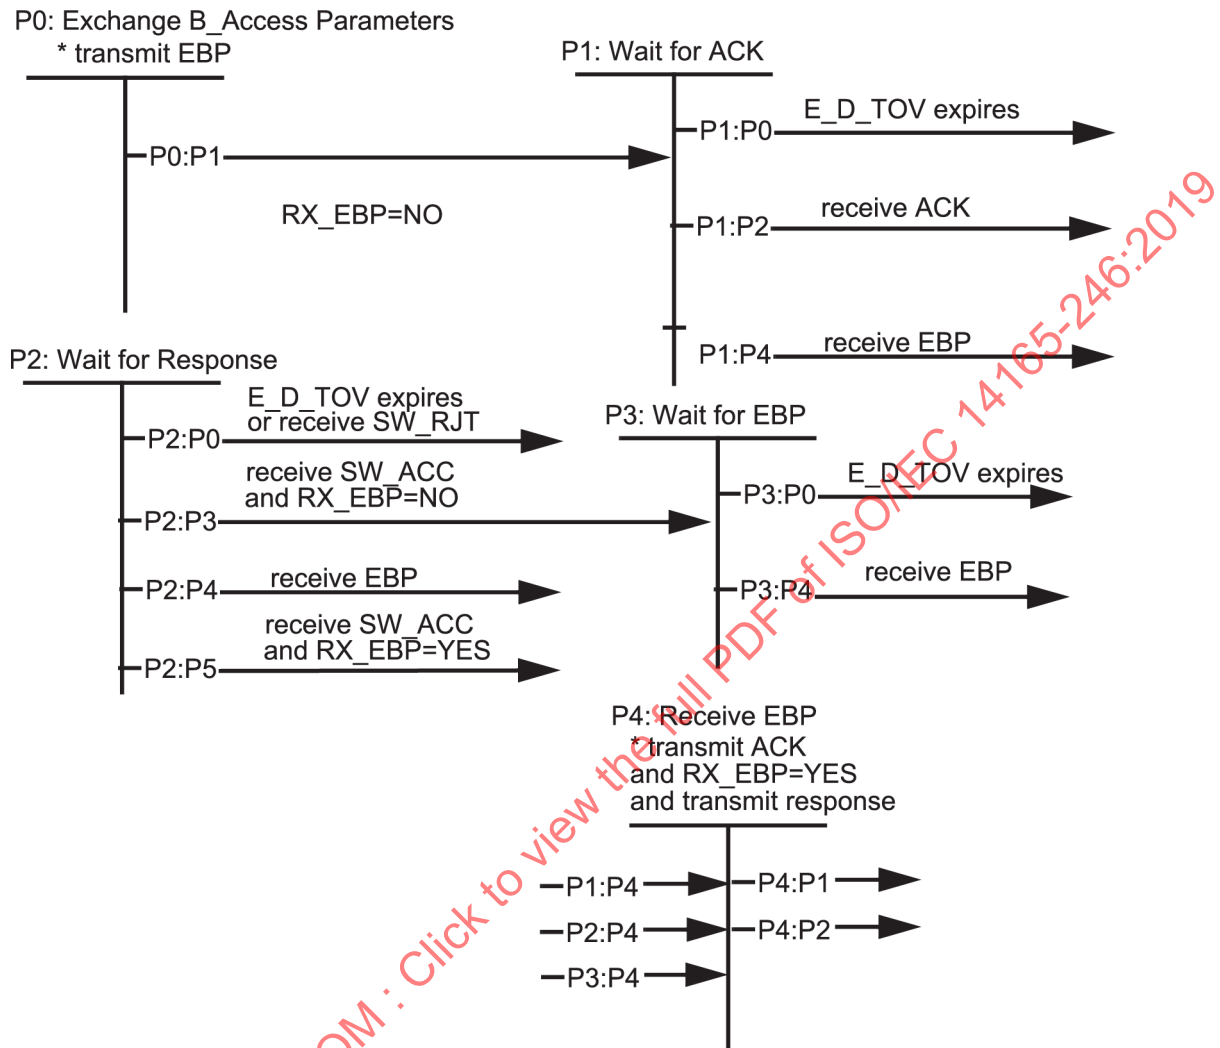 P0: Exchange B_Access Parameters
* transmit EBP
P0:P1
RX_EBP=NO
P1: Wait for ACK
P1:P0
E_D_TOV expires
P1:P2
receive ACK
P1:P4
receive EBP
P2: Wait for Response
P2:P0
E_D_TOV expires
or receive SW_RJT
P2:P3
receive SW_ACC
and RX_EBP=NO
P2:P4
receive EBP
P2:P5
receive SW_ACC
and RX_EBP=YES
P3: Wait for EBP
P3:P0
E_D_TOV expires
P3:P4
receive EBP
P4: Receive EBP
* transmit ACK
and RX_EBP=YES
and transmit response
P1:P4
P4:P1
P2:P4
P4:P2
P3:P4
OM : Click to view the full PDF of ISO/IEC 14165-246:2019